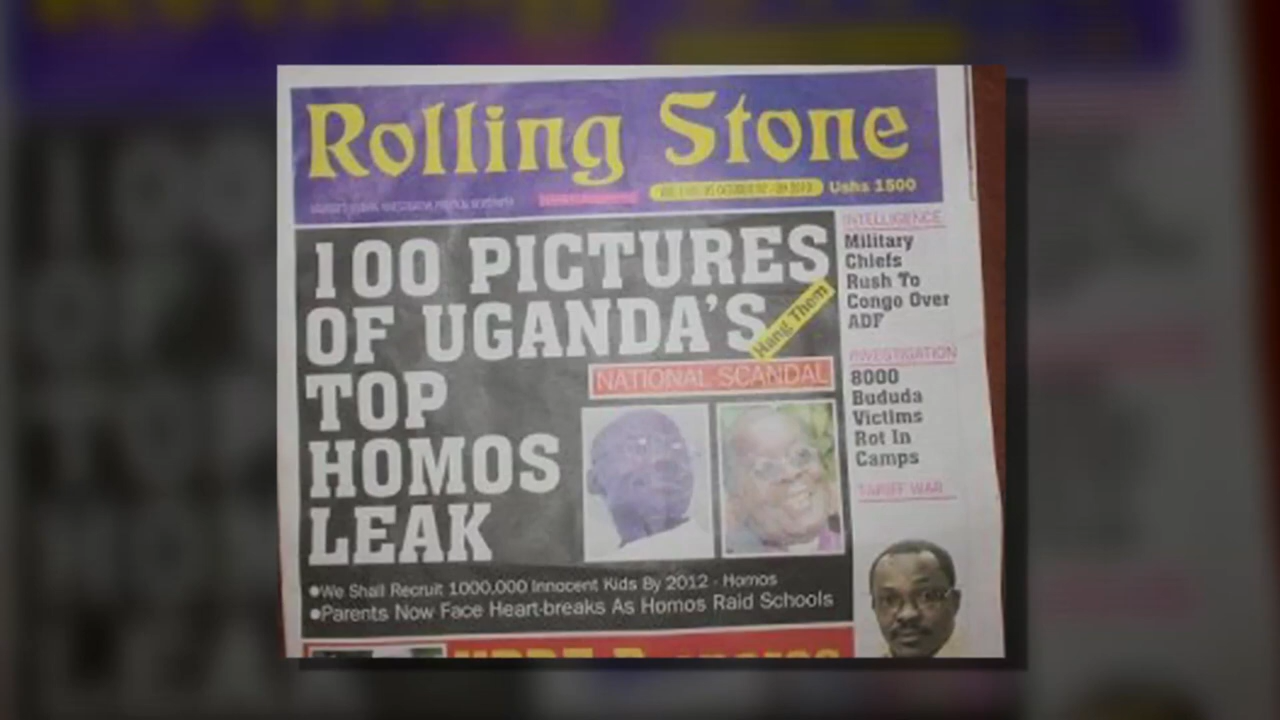 Rolling Stone
Ushs 1500
100 PICTURES
OF UGANDA'S
Hang Them
TOP
HOMOS
LEAK
NATIONAL SCANDAL
●We Shall Recruit 1000,000 Innocent Kids By 2012 - Homos
●Parents Now Face Heart-breaks As Homos Raid Schools
INTELLIGENCE
Military
Chiefs
Rush To
Congo Over
ADF
INVESTIGATION
8000
Bududa
Victims
Rot In
Camps
TARIFF WAR